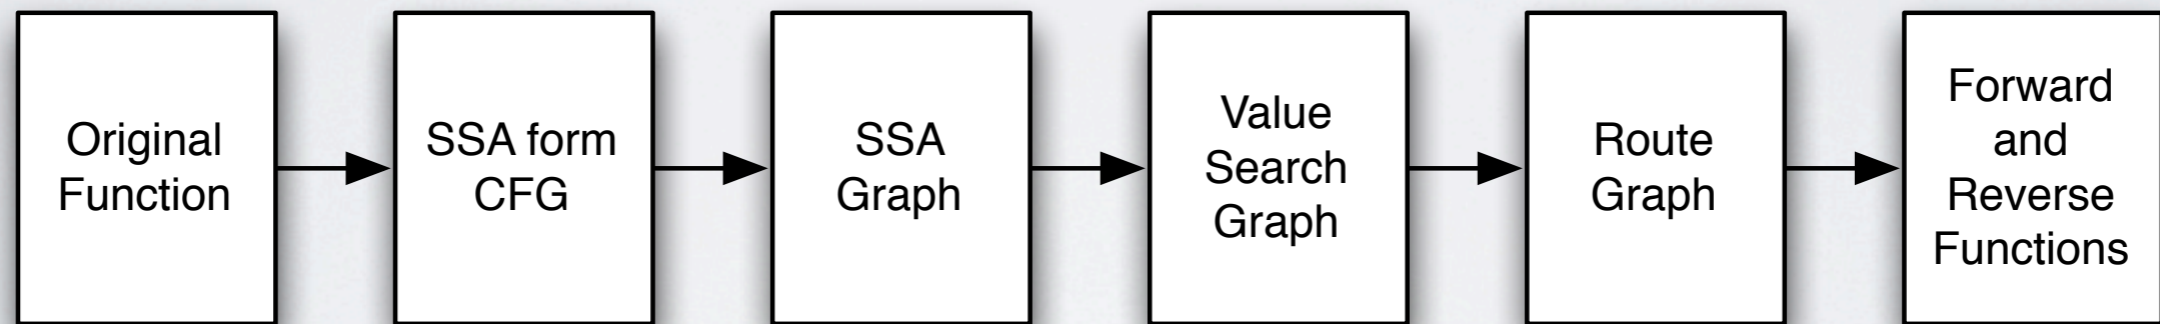 Original
Function
SSA form
CFG
SSA
Graph
Value
Search
Graph
Route
Graph
Forward
and
Reverse
Functions